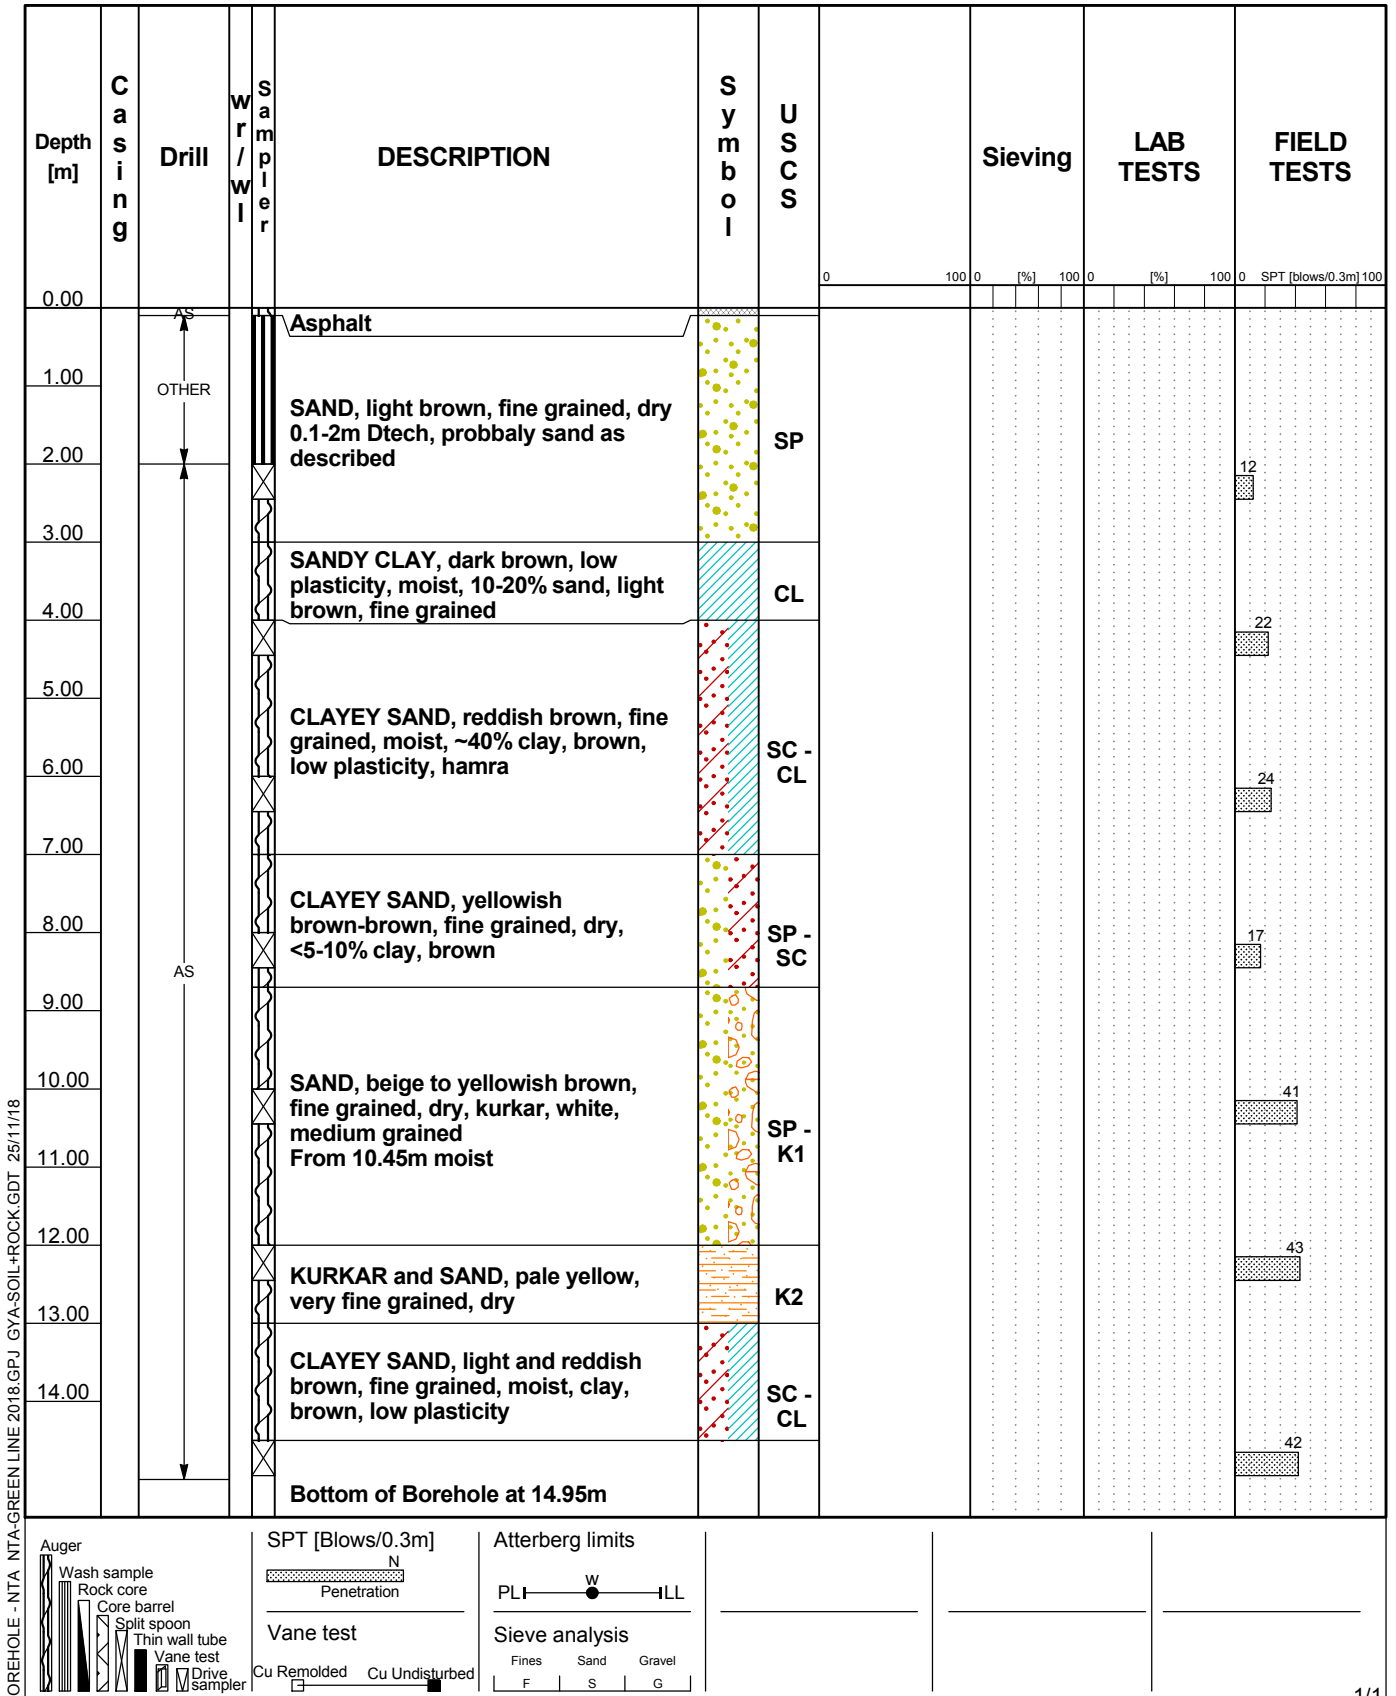 Depth
[m]
Casing
Drill
wr/wl
Sampler
DESCRIPTION
Symbol
USCS
Sieving
LAB
TESTS
FIELD
TESTS
0 100 0 [%] 100 0 [%] 100 0 SPT [blows/0.3m] 100
0.00
AS
Asphalt
1.00
OTHER
SAND, light brown, fine grained, dry
0.1-2m Dtech, probbaly sand as
described
SP
2.00
12
3.00
SANDY CLAY, dark brown, low
plasticity, moist, 10-20% sand, light
brown, fine grained
CL
4.00
22
5.00
CLAYEY SAND, reddish brown, fine
grained, moist, ~40% clay, brown,
low plasticity, hamra
SC -
CL
6.00
24
7.00
CLAYEY SAND, yellowish
brown-brown, fine grained, dry,
<5-10% clay, brown
SP -
SC
8.00
17
AS
9.00
10.00
SAND, beige to yellowish brown,
fine grained, dry, kurkar, white,
medium grained
From 10.45m moist
SP -
K1
41
11.00
12.00
KURKAR and SAND, pale yellow,
very fine grained, dry
K2
43
13.00
CLAYEY SAND, light and reddish
brown, fine grained, moist, clay,
brown, low plasticity
SC -
CL
14.00
42
Bottom of Borehole at 14.95m
OREHOLE - NTA NTA-GREEN LINE 2018.GPJ GYA-SOIL+ROCK.GDT 25/11/18
Auger
Wash sample
Rock core
Core barrel
Split spoon
Thin wall tube
Vane test
Drive
sampler
SPT [Blows/0.3m]
N
Penetration
Vane test
Cu Remolded Cu Undisturbed
Atterberg limits
W
PL LL
Sieve analysis
Fines Sand Gravel
F S G
1/1